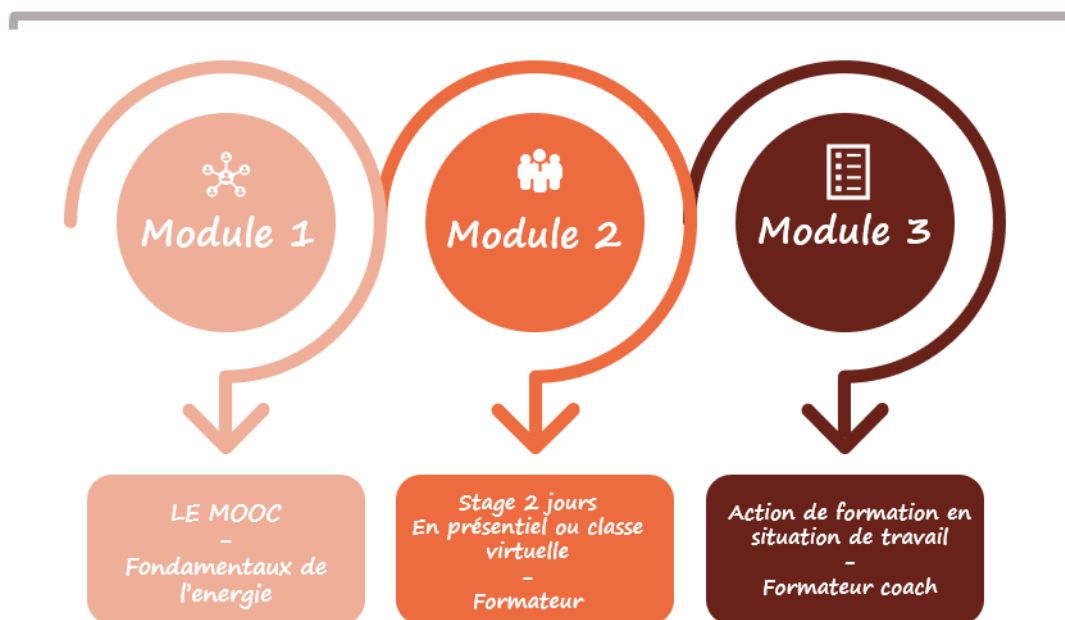 Module 1
Module 2
Module 3
LE MOOC
–
Fondamentaux de
l'energie
Stage 2 jours
En présentiel ou classe
virtuelle
–
Formateur
Action de formation en
situation de travail
–
Formateur coach